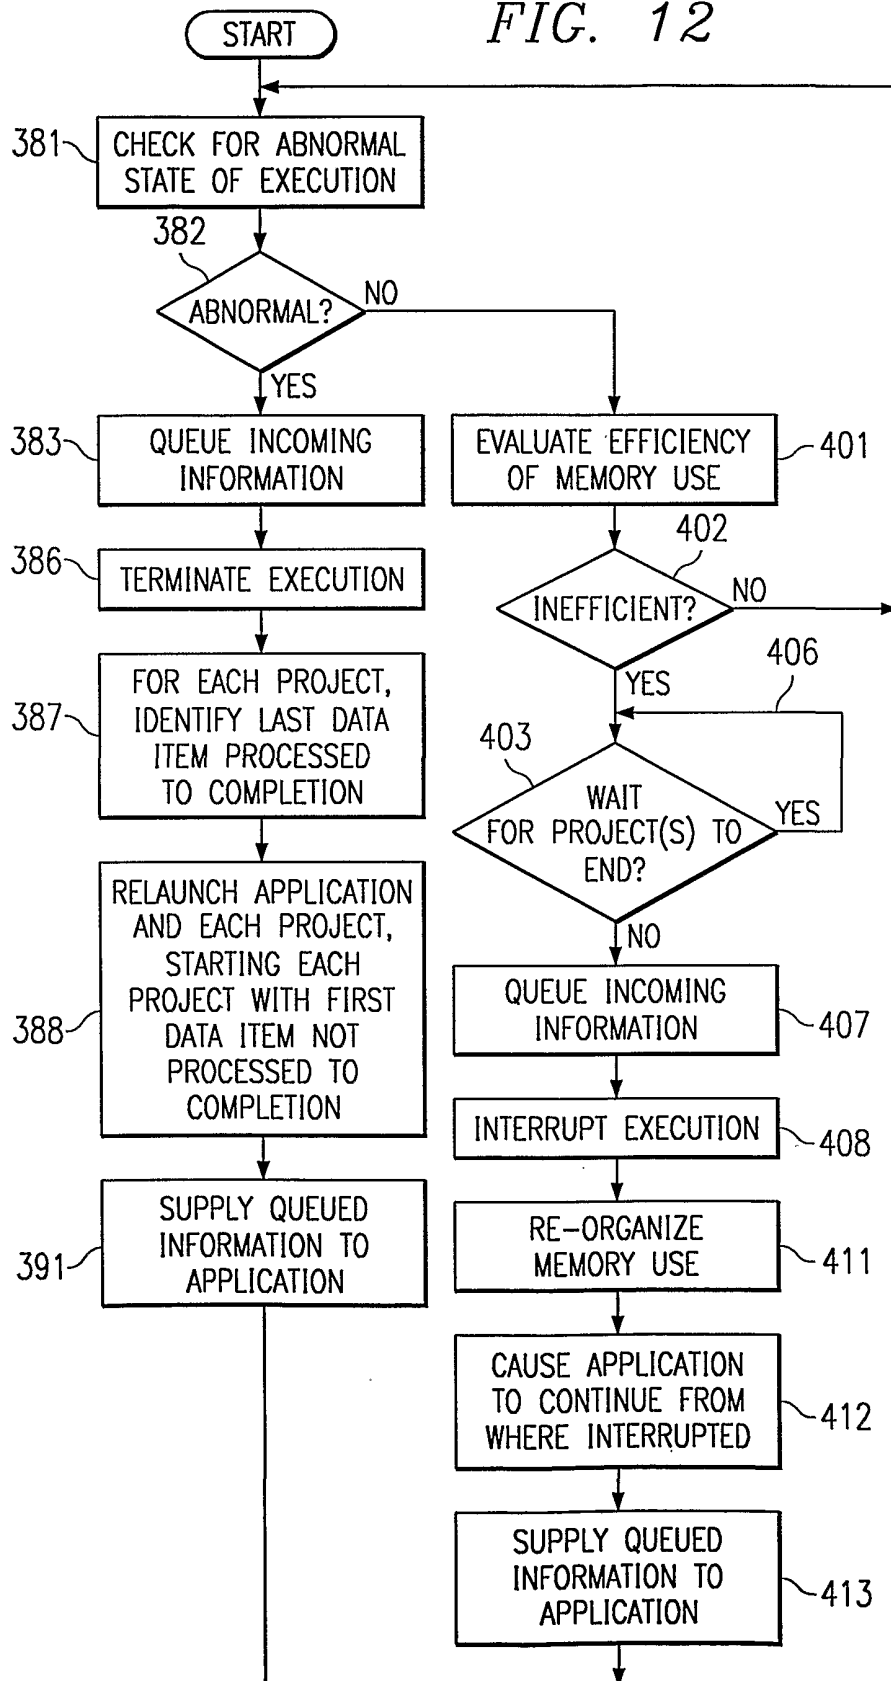 FIG. 12
START
381
CHECK FOR ABNORMAL
STATE OF EXECUTION
382
ABNORMAL?
NO
YES
383
QUEUE INCOMING
INFORMATION
386
TERMINATE EXECUTION
387
FOR EACH PROJECT,
IDENTIFY LAST DATA
ITEM PROCESSED
TO COMPLETION
388
RELAUNCH APPLICATION
AND EACH PROJECT,
STARTING EACH
PROJECT WITH FIRST
DATA ITEM NOT
PROCESSED TO
COMPLETION
391
SUPPLY QUEUED
INFORMATION TO
APPLICATION
EVALUATE EFFICIENCY
OF MEMORY USE
401
402
INEFFICIENT?
NO
YES
406
403
WAIT
FOR PROJECT(S) TO
END?
YES
NO
QUEUE INCOMING
INFORMATION
407
INTERRUPT EXECUTION
408
RE-ORGANIZE
MEMORY USE
411
CAUSE APPLICATION
TO CONTINUE FROM
WHERE INTERRUPTED
412
SUPPLY QUEUED
INFORMATION TO
APPLICATION
413